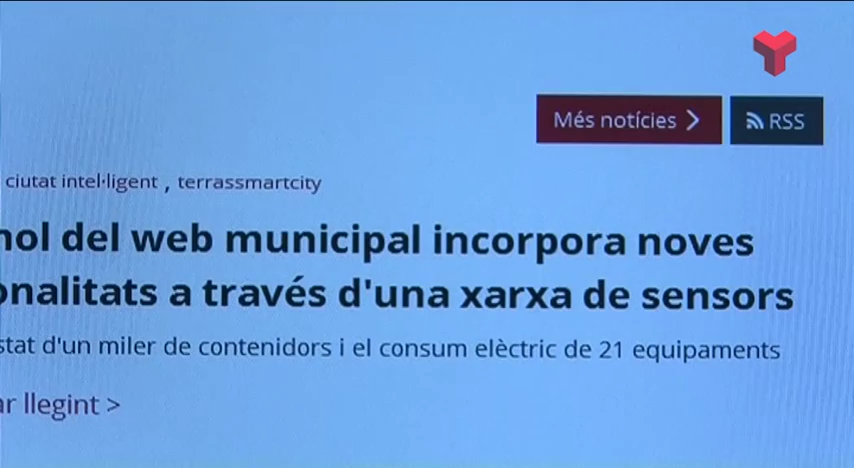 Més notícies
RSS
ciutat intel·ligent , terrassmartcity
nol del web municipal incorpora noves
onalitats a través d'una xarxa de sensors
stat d'un miler de contenidors i el consum elèctric de 21 equipaments
ar llegint >